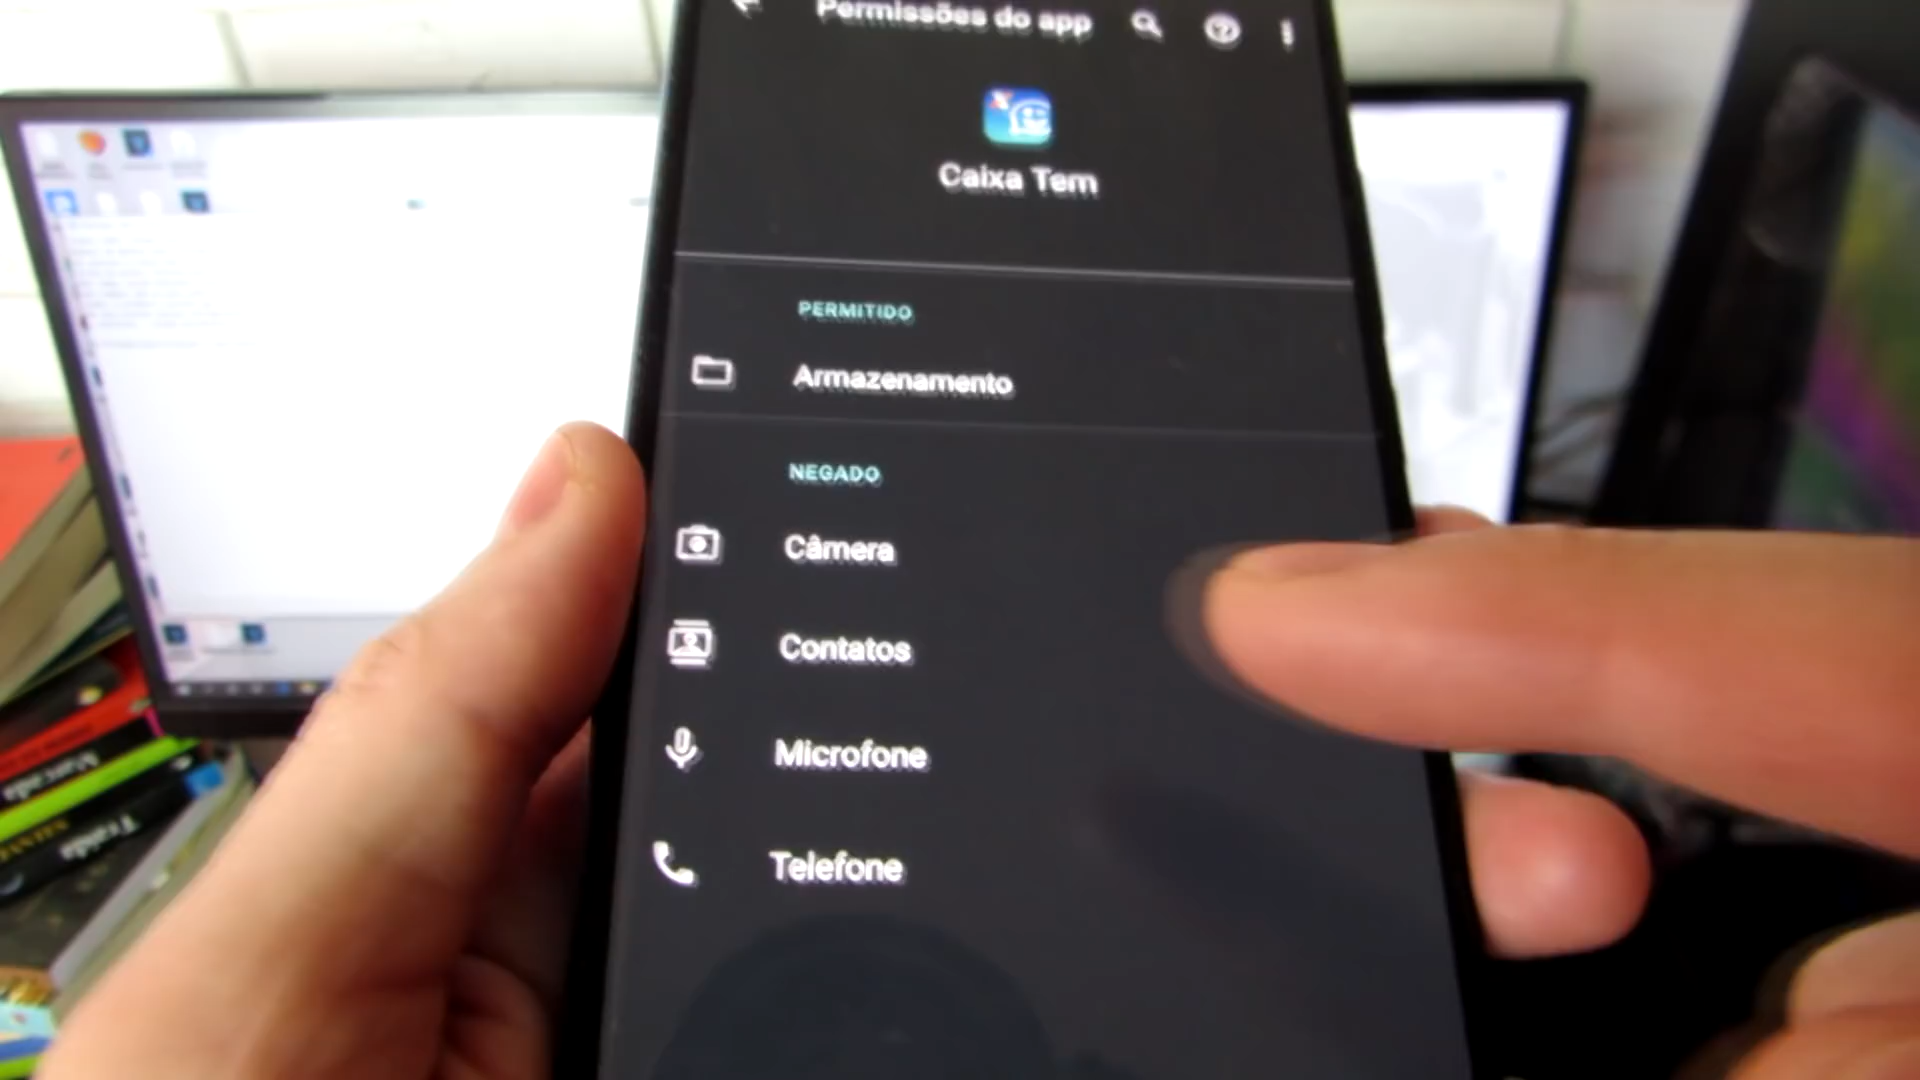 Permissões do app
Caixa Tem
PERMITIDO
Armazenamento
NEGADO
Câmera
Contatos
Microfone
Telefone